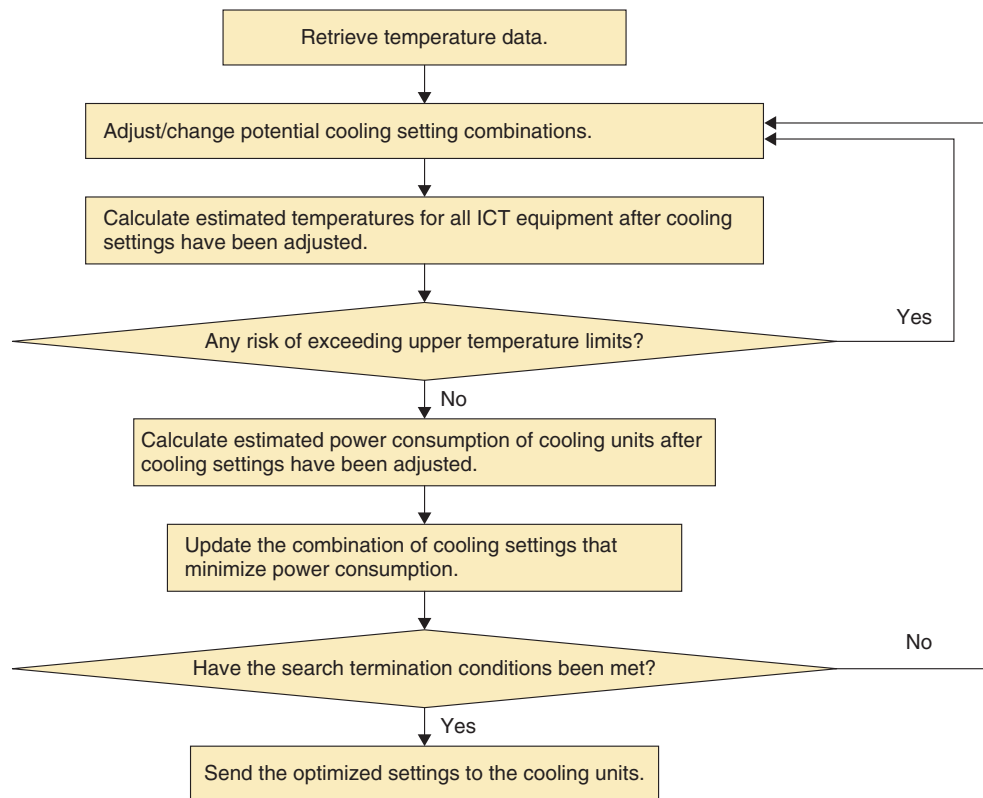 Retrieve temperature data.
Adjust/change potential cooling setting combinations.
Calculate estimated temperatures for all ICT equipment after cooling
settings have been adjusted.
Any risk of exceeding upper temperature limits?
Yes
No
Calculate estimated power consumption of cooling units after
cooling settings have been adjusted.
Update the combination of cooling settings that
minimize power consumption.
Have the search termination conditions been met?
No
Yes
Send the optimized settings to the cooling units.